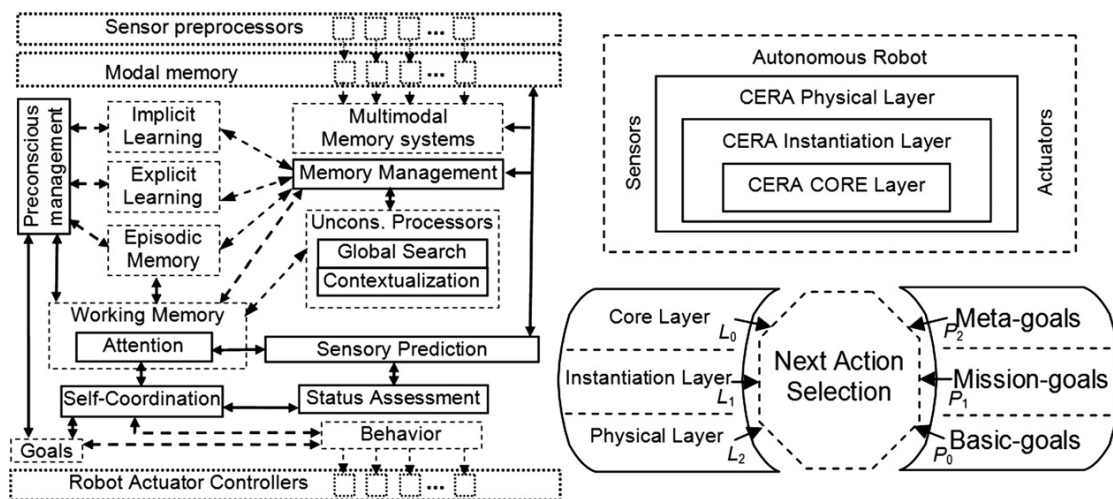 Sensor preprocessors
...
Modal memory
...
Preconscious
management
Implicit
Learning
Explicit
Learning
Episodic
Memory
Multimodal
Memory systems
Memory Management
Uncons. Processors
Global Search
Contextualization
Working Memory
Attention
Sensory Prediction
Self-Coordination
Status Assessment
Goals
Behavior
Robot Actuator Controllers
...
Autonomous Robot
CERA Physical Layer
CERA Instantiation Layer
CERA CORE Layer
Sensors
Actuators
Core Layer
L0
Instantiation Layer
L1
Physical Layer
L2
Next Action
Selection
Meta-goals
P2
Mission-goals
P1
Basic-goals
P0